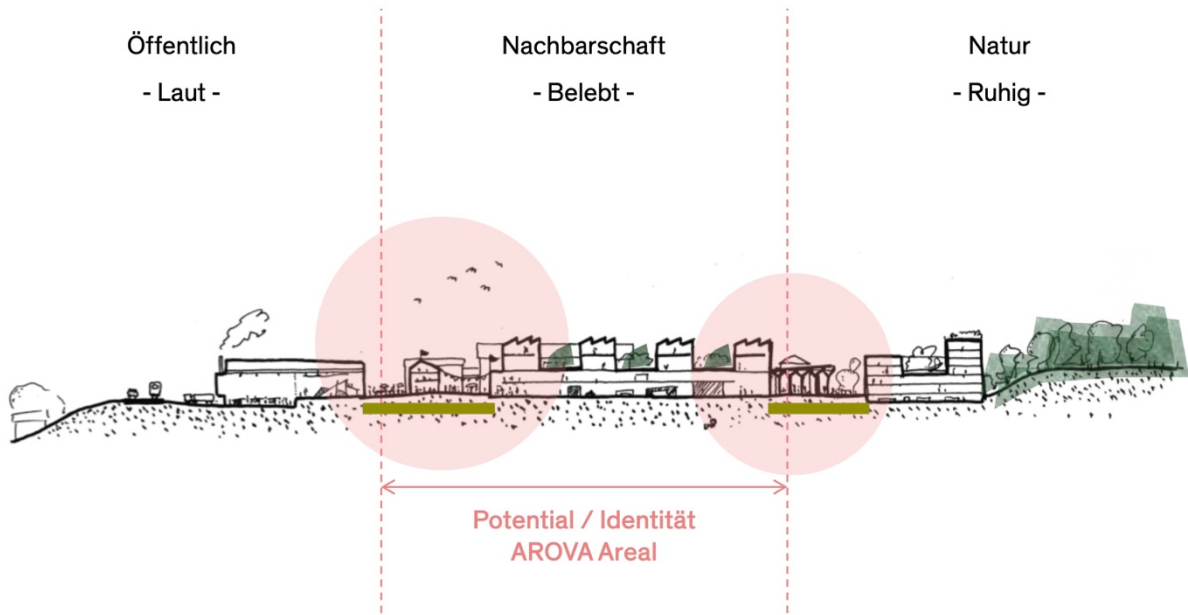 Öffentlich
- Laut -
Nachbarschaft
- Belebt -
Natur
- Ruhig -
Potential / Identität
AROVA Areal